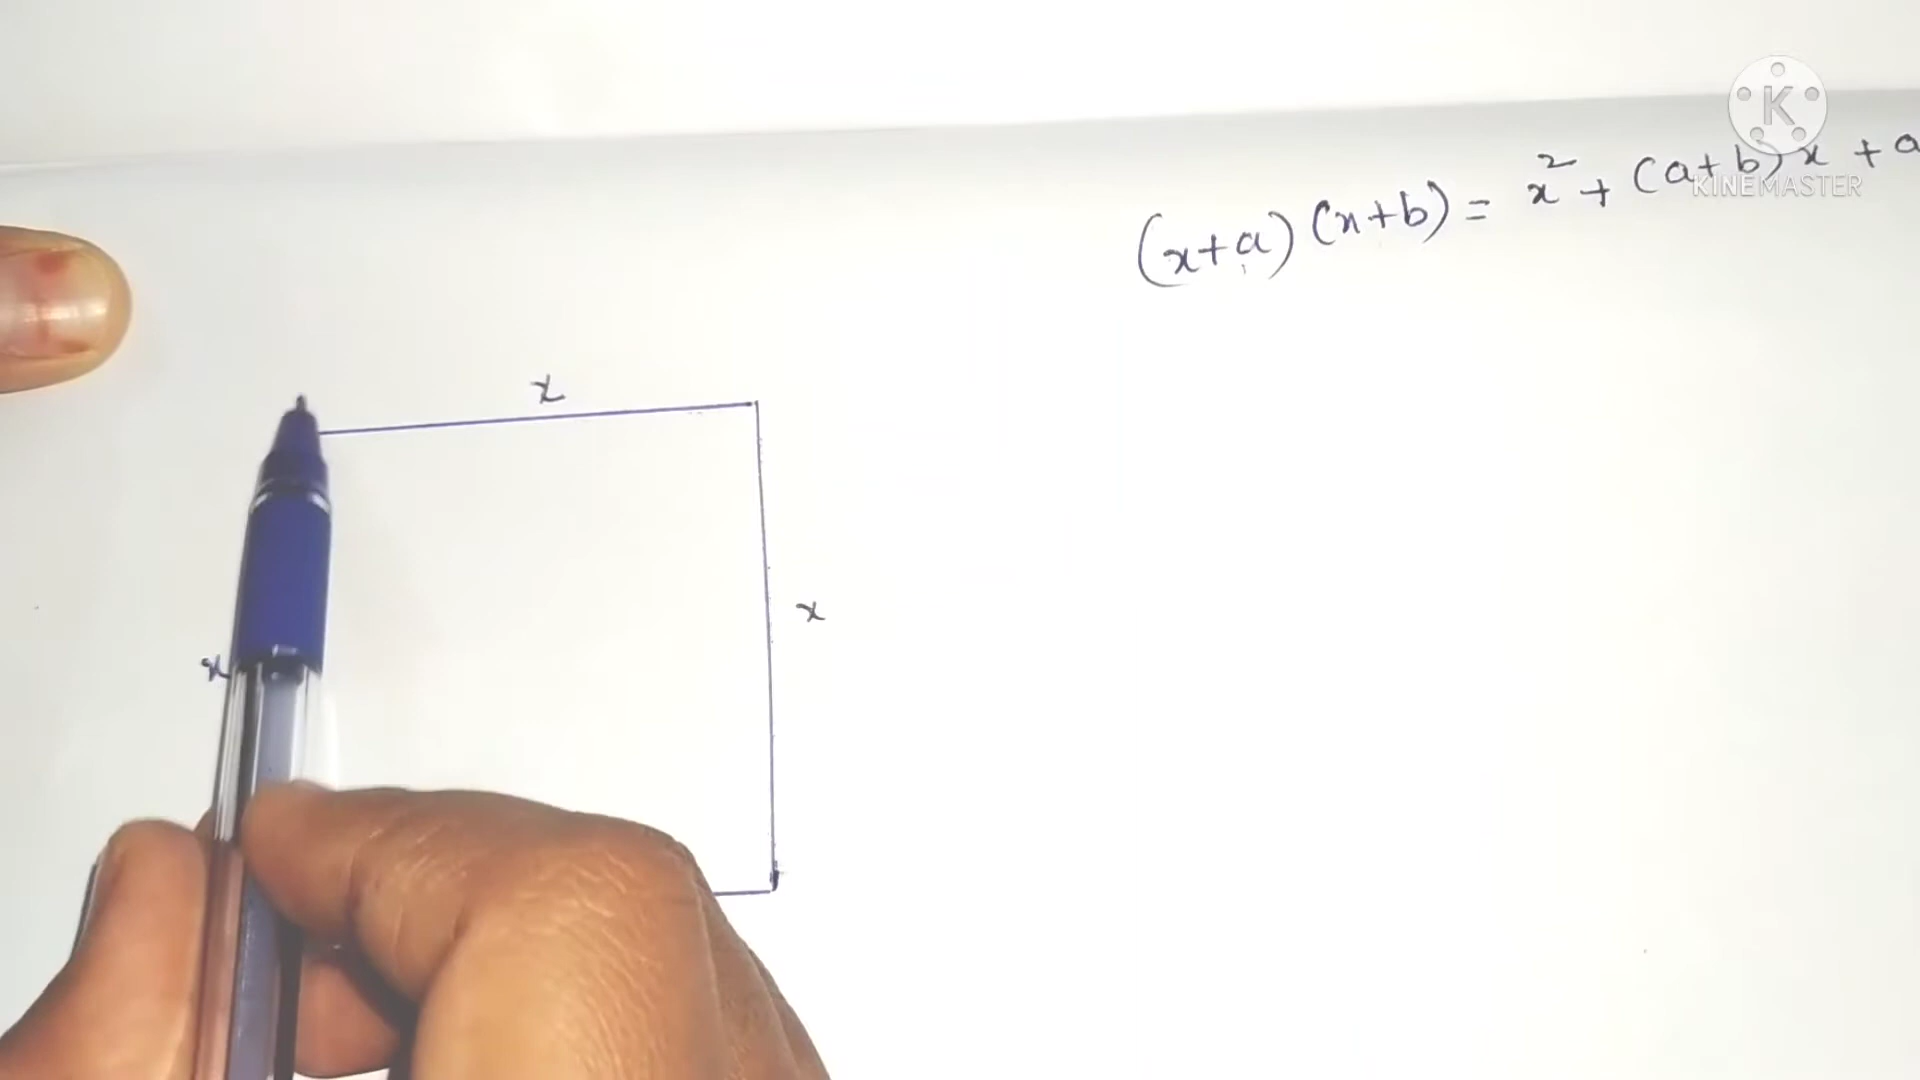 K
KINEMASTER
(x+a)(x+b) = x² + (a+b)x + a
x
x
x